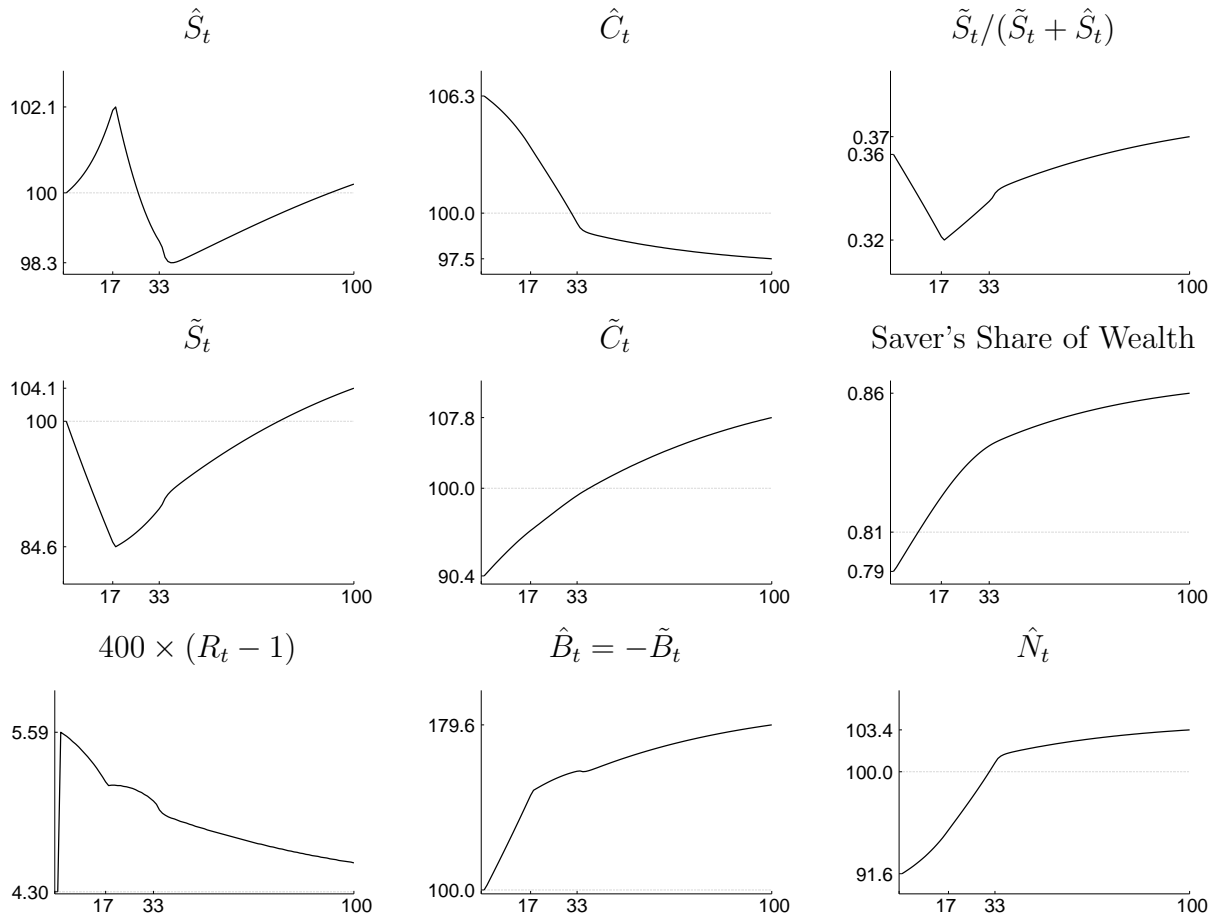 Ŝ_t
102.1
100
98.3
17 33 100
Ĉ_t
106.3
100.0
97.5
17 33 100
S̃_t/(S̃_t + Ŝ_t)
0.37
0.36
0.32
17 33 100
S̃_t
104.1
100
84.6
17 33 100
C̃_t
107.8
100.0
90.4
17 33 100
Saver's Share of Wealth
0.86
0.81
0.79
17 33 100
400 × (R_t − 1)
5.59
4.30
17 33 100
B̂_t = −B̃_t
179.6
100.0
17 33 100
N̂_t
103.4
100.0
91.6
17 33 100